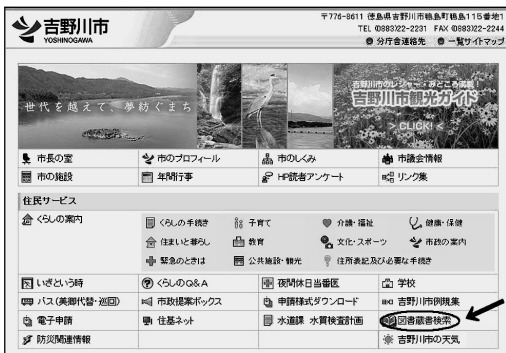 〒776-8611 徳島県吉野川市鴨島町鴨島115番地1
TEL (0883)22-2231 FAX (0883)22-2244
分庁舎連絡先 一覧サイトマップ
吉野川市
YOSHINOGAWA
世代を越えて、夢紡ぐまち
吉野川市のレジャー・みどころ満載
吉野川市観光ガイド
CLICK!
市長の室 市のプロフィール 市のしくみ 市議会情報
市の施設 年間行事 HP読者アンケート リンク集
住民サービス
くらしの案内 くらしの手続き 子育て 介護・福祉 健康・保健
住まいと暮らし 教育 文化・スポーツ 市政の案内
緊急のときは 公共施設・観光 住所表記及び必要な手続き
いざという時 くらしのQ&A 夜間休日当番医 学校
バス(美郷代替・巡回) 市政提案ボックス 申請様式ダウンロード 吉野川市例規集
電子申請 住基ネット 水道課 水質検査計画 図書蔵書検索
防災関連情報 吉野川市の天気